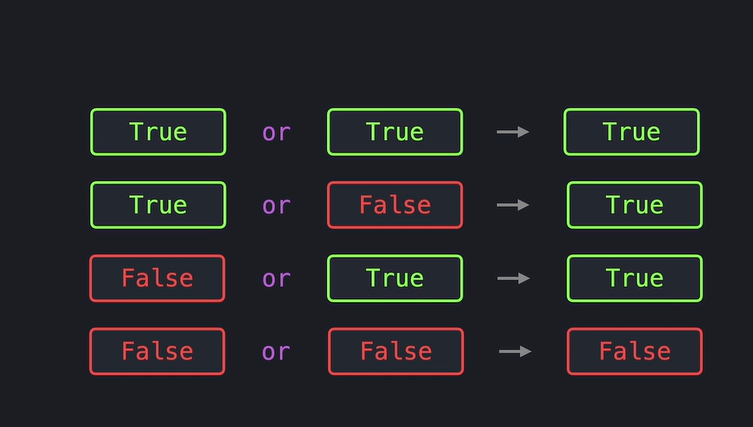 True or True → True
True or False → True
False or True → True
False or False → False